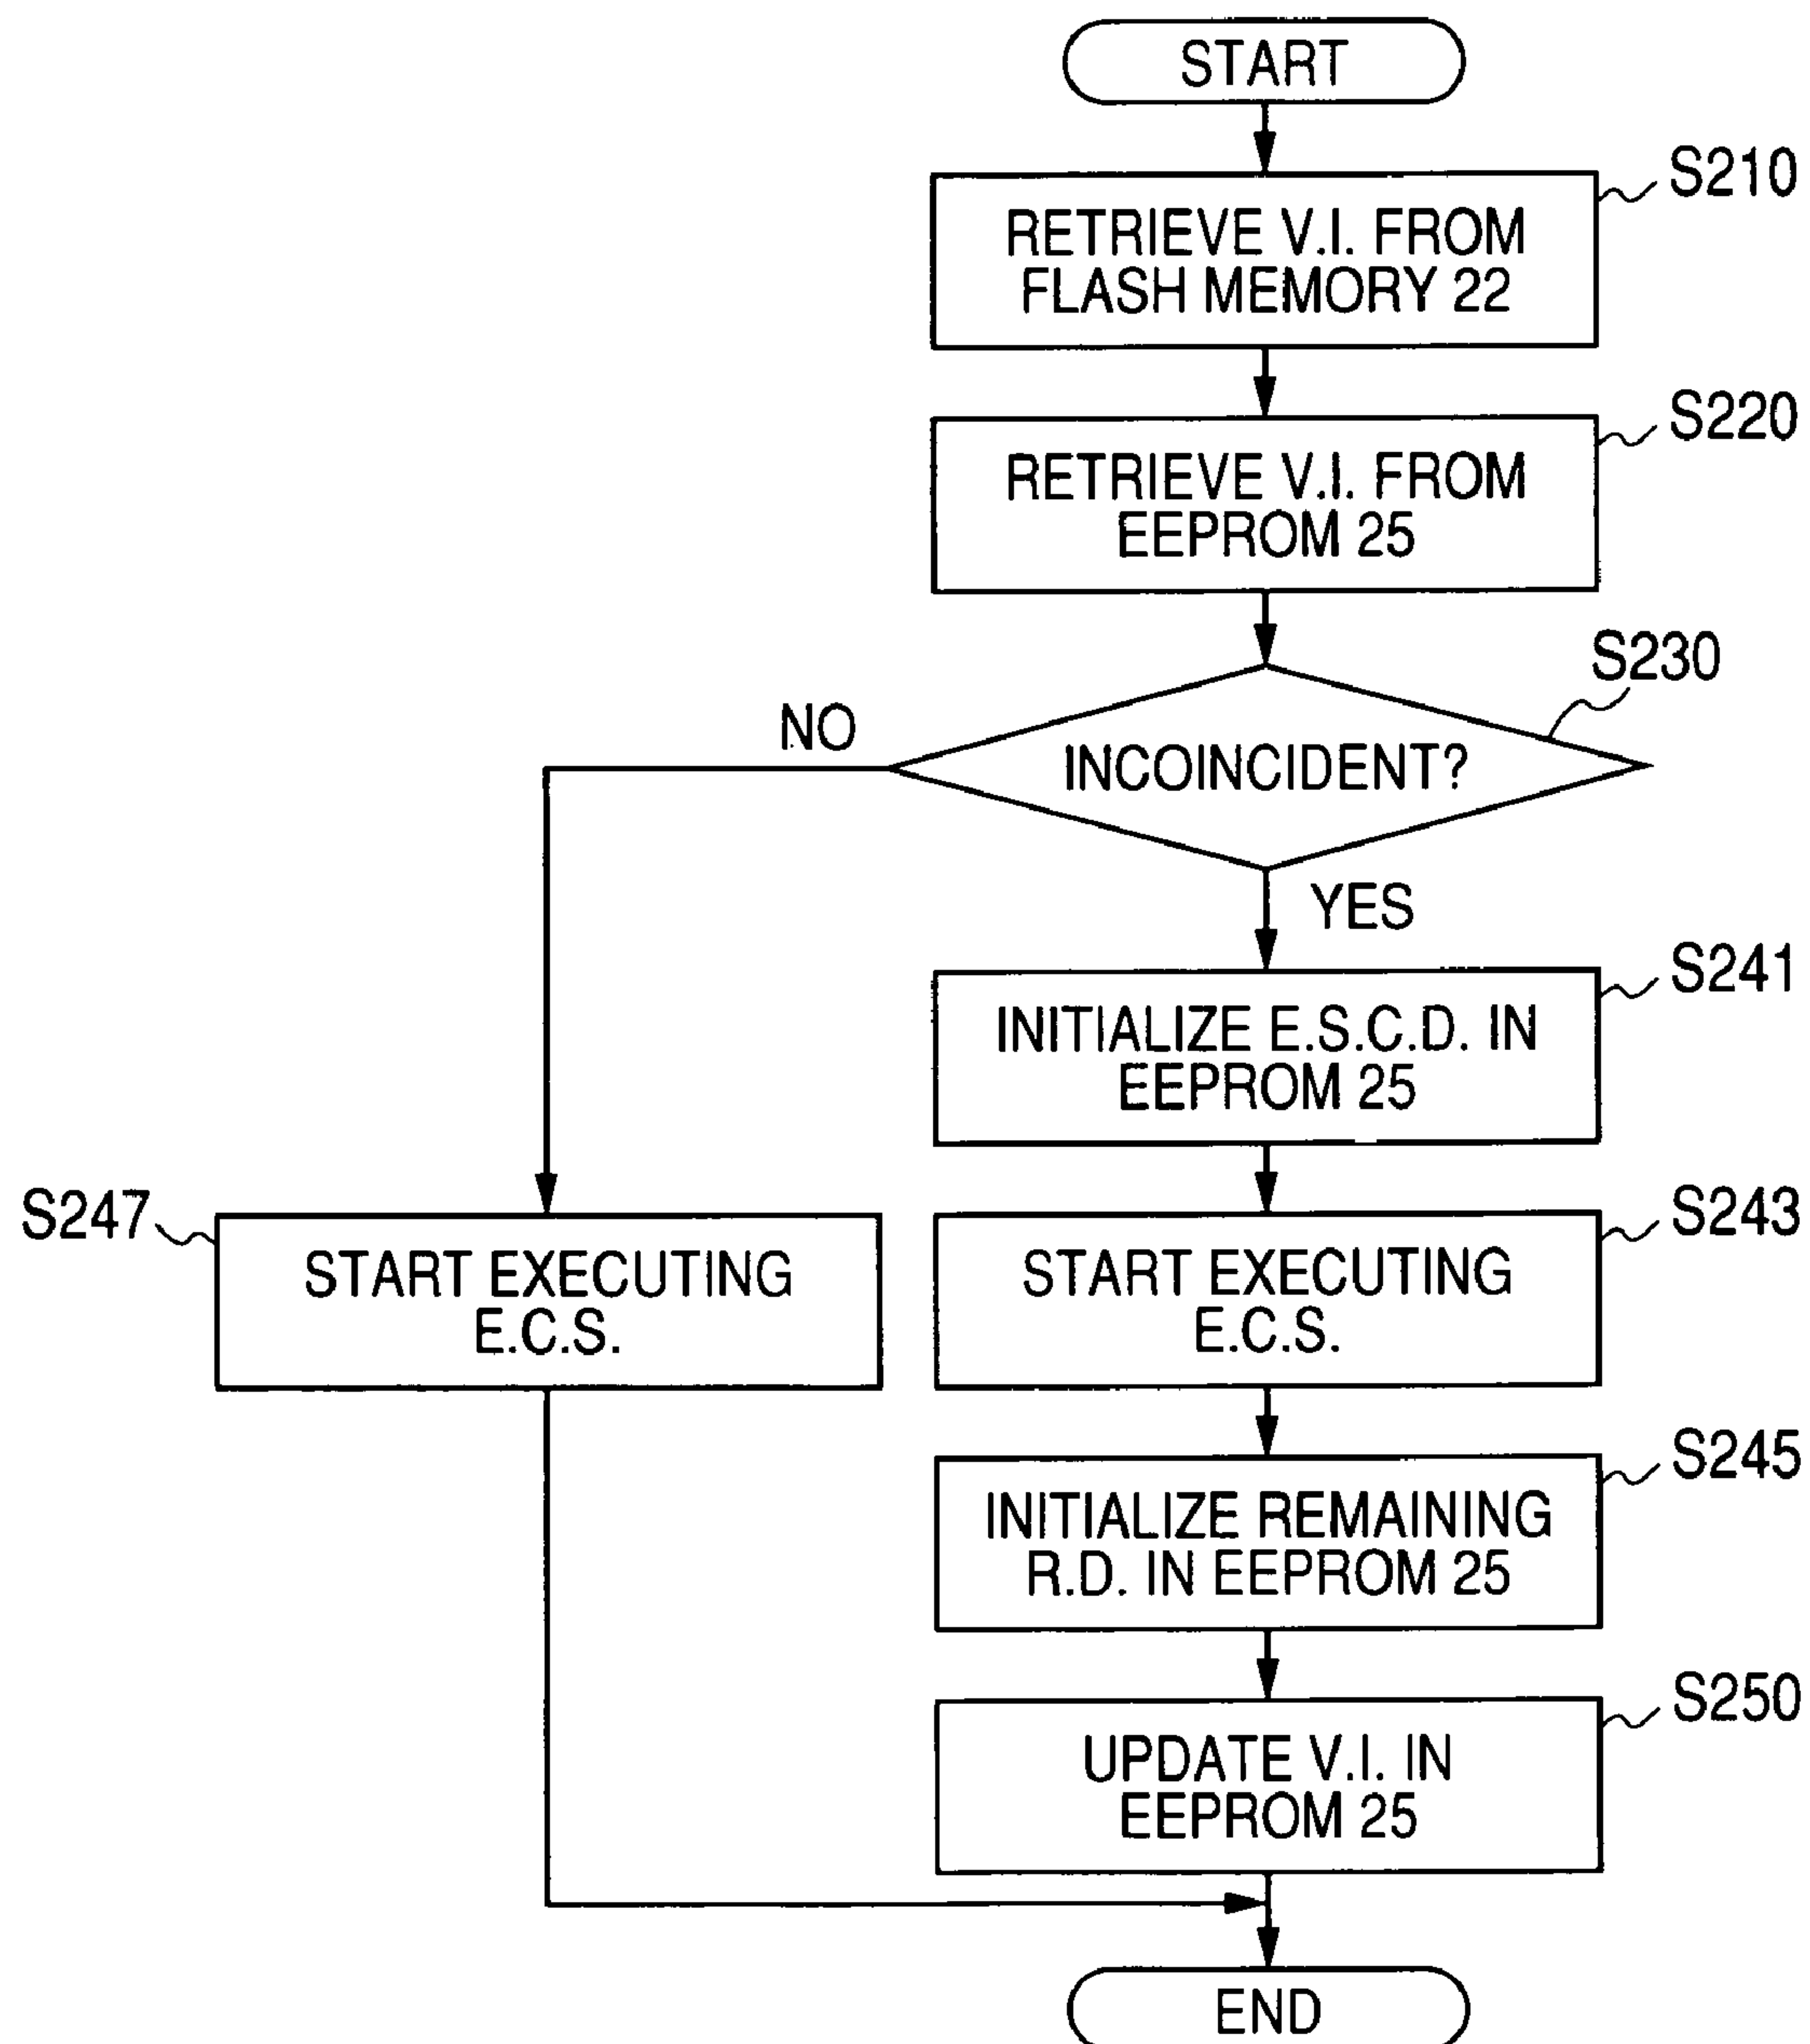 START
S210
RETRIEVE V.I. FROM
FLASH MEMORY 22
S220
RETRIEVE V.I. FROM
EEPROM 25
S230
NO
INCOINCIDENT?
YES
S241
INITIALIZE E.S.C.D. IN
EEPROM 25
S247
START EXECUTING
E.C.S.
S243
START EXECUTING
E.C.S.
S245
INITIALIZE REMAINING
R.D. IN EEPROM 25
S250
UPDATE V.I. IN
EEPROM 25
END